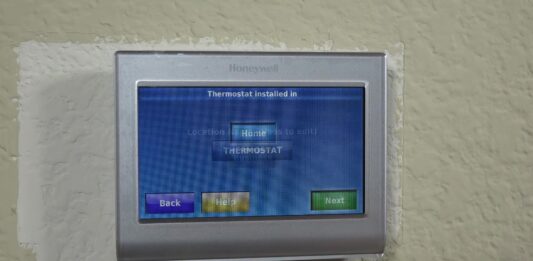 Honeywell
Thermostat installed in
Home
THERMOSTAT
Back
Help
Next